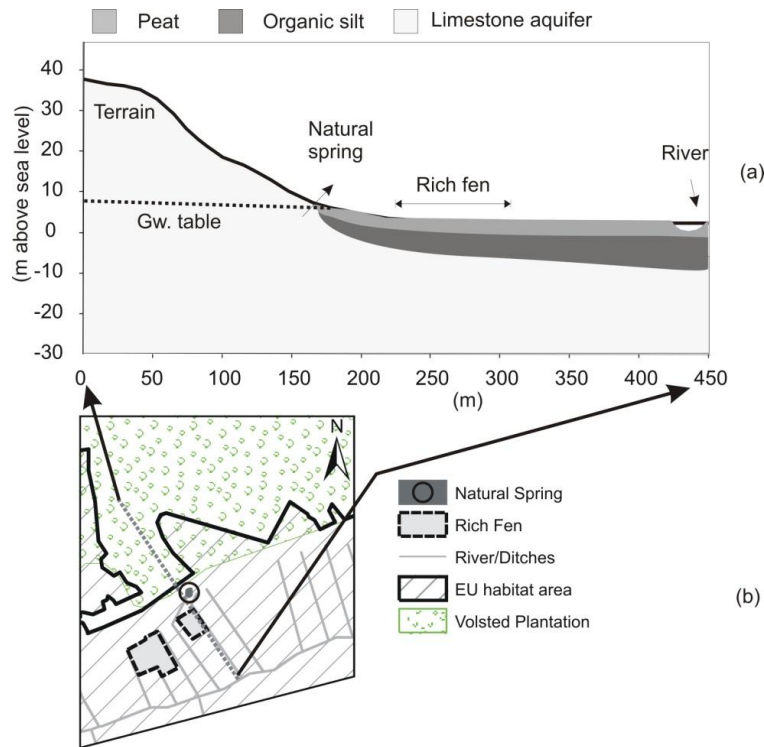 Peat Organic silt Limestone aquifer
40
30
20
10
0
-10
-20
-30
(m above sea level)
Terrain
Natural
spring
Gw. table
Rich fen
River
(a)
0 50 100 150 200 250 300 350 400 450
(m)
N
Natural Spring
Rich Fen
River/Ditches
EU habitat area
Volsted Plantation
(b)